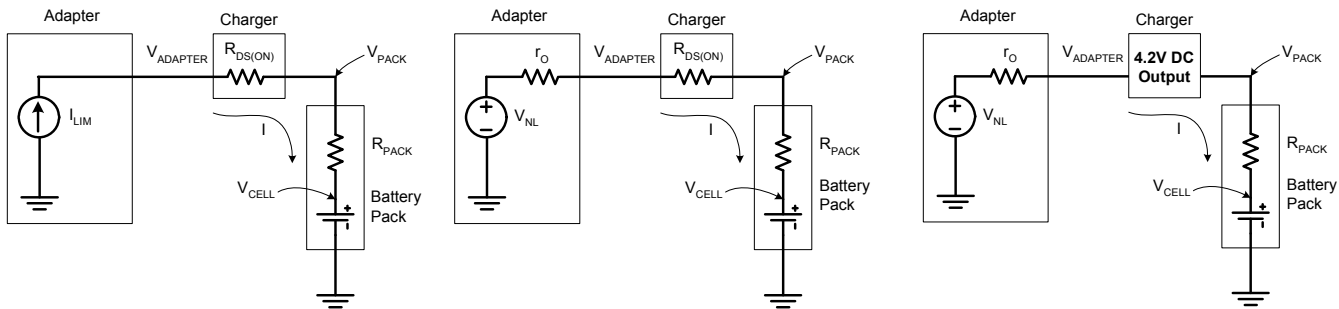 Adapter
Charger
V_ADAPTER
R_DS(ON)
V_PACK
I_LIM
I
R_PACK
V_CELL
Battery
Pack
+
Adapter
Charger
r_O
V_ADAPTER
R_DS(ON)
V_PACK
+
V_NL
−
I
R_PACK
V_CELL
Battery
Pack
+
Adapter
Charger
r_O
V_ADAPTER
4.2V DC
Output
V_PACK
+
V_NL
−
I
R_PACK
V_CELL
Battery
Pack
+